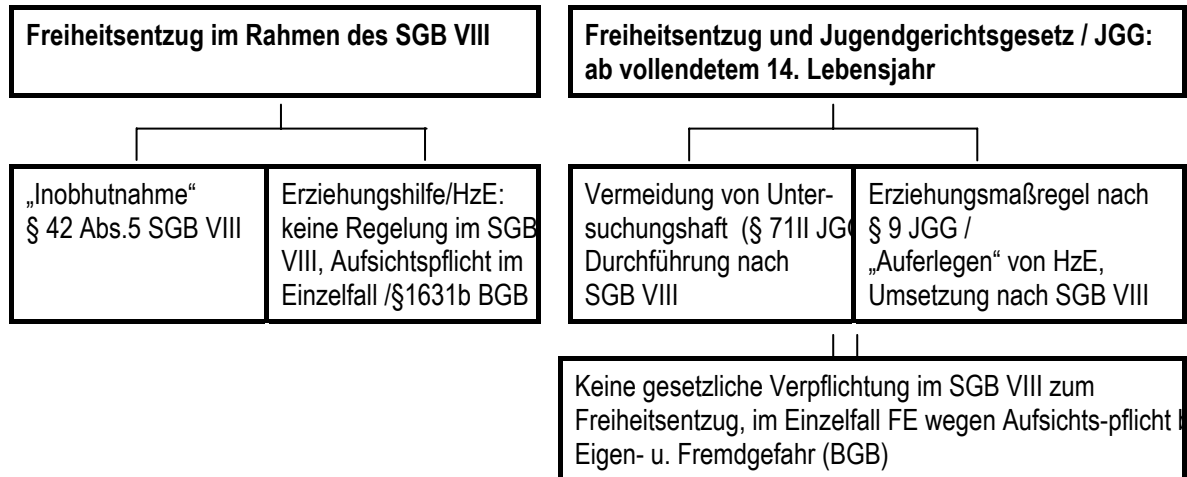 Freiheitsentzug im Rahmen des SGB VIII
Freiheitsentzug und Jugendgerichtsgesetz / JGG:
ab vollendetem 14. Lebensjahr
„Inobhutnahme“
§ 42 Abs.5 SGB VIII
Erziehungshilfe/HzE:
keine Regelung im SGB
VIII, Aufsichtspflicht im
Einzelfall /§1631b BGB
Vermeidung von Unter-
suchungshaft (§ 71II
Durchführung nach
SGB VIII
Erziehungsmaßregel nach
§ 9 JGG /
„Auferlegen“ von HzE,
Umsetzung nach SGB VIII
Keine gesetzliche Verpflichtung im SGB VIII zum
Freiheitsentzug, im Einzelfall FE wegen Aufsichts-pflicht
Eigen- u. Fremdgefahr (BGB)